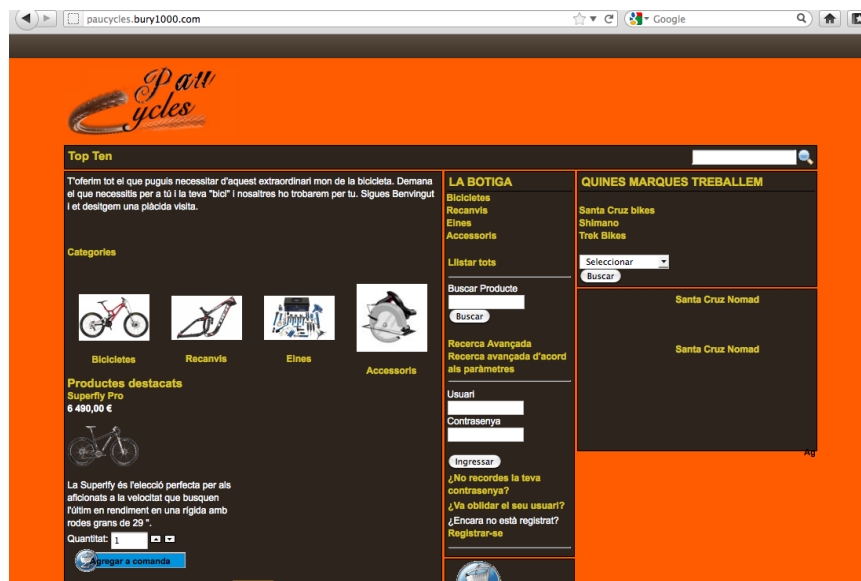 paucycles.bury1000.com
Google
Pau
Cycles
Top Ten
T'oferim tot el que puguis necessitar d'aquest extraordinari mon de la bicicleta. Demana
el que necessitis per a tú i la teva "bici" i nosaltres ho trobarem per tu. Sigues Benvingut
i et desitgem una plàcida visita.
Categories
Bicicletes
Recanvis
Eines
Accessoris
Productes destacats
Superfly Pro
6 490,00 €
La Superify és l'elecció perfecta per als
aficionats a la velocitat que busquen
l'últim en rendiment en una rígida amb
rodes grans de 29 ".
Quantitat: 1
Agregar a comanda
LA BOTIGA
Bicicletes
Recanvis
Eines
Accessoris
Llistar tots
Buscar Producte
Buscar
Recerca Avançada
Recerca avançada d'acord
als paràmetres
Usuari
Contrasenya
Ingressar
¿No recordes la teva
contrasenya?
¿Va oblidar el seu usuari?
¿Encara no està registrat?
Registrar-se
QUINES MARQUES TREBALLEM
Santa Cruz bikes
Shimano
Trek Bikes
Seleccionar
Buscar
Santa Cruz Nomad
Santa Cruz Nomad
Ag